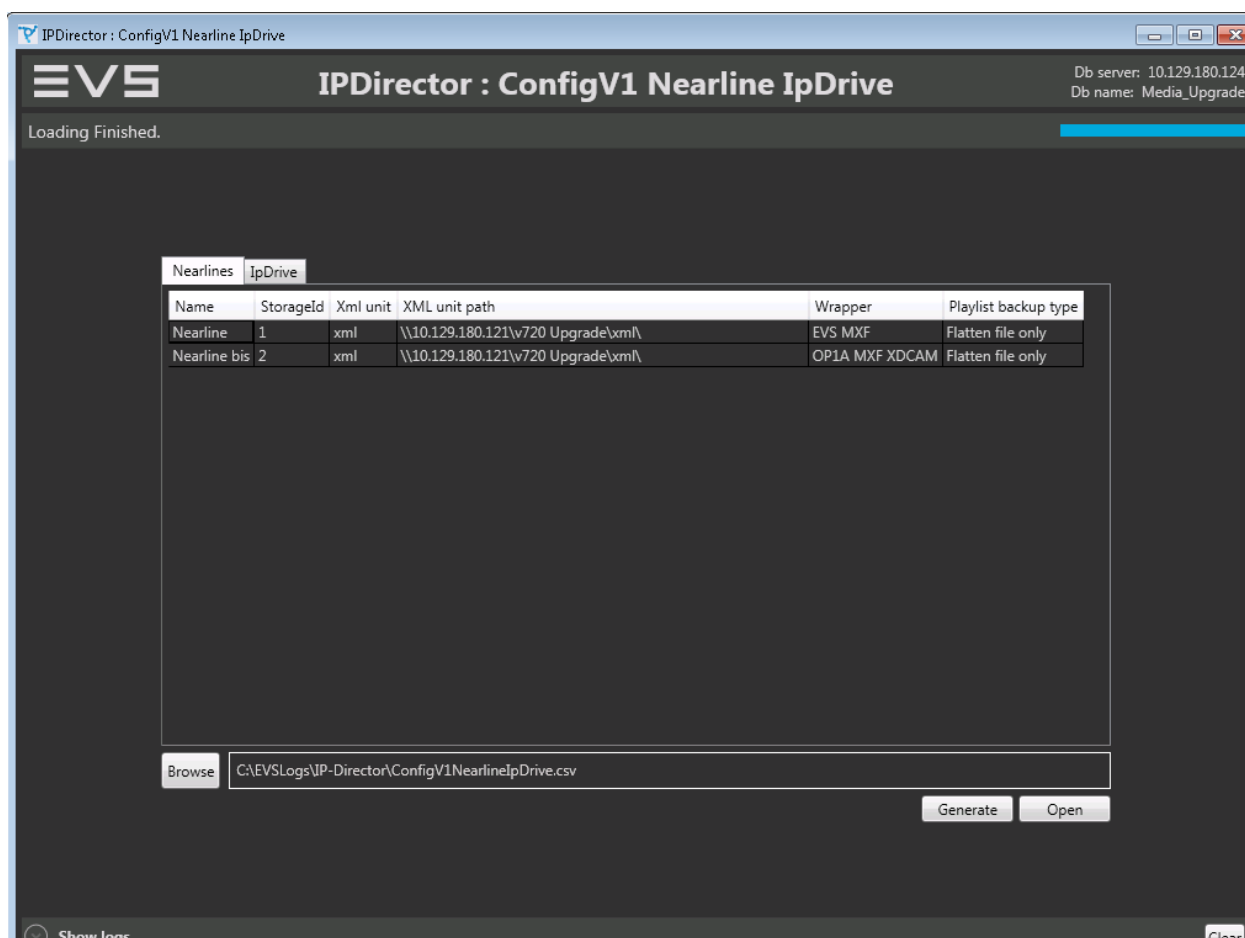 IPDirector : ConfigV1 Nearline IpDrive
EVS
IPDirector : ConfigV1 Nearline IpDrive
Db server: 10.129.180.124
Db name: Media_Upgrade
Loading Finished.
Nearlines IpDrive
Name StorageId Xml unit XML unit path Wrapper Playlist backup type
Nearline 1 xml \\10.129.180.121\v720 Upgrade\xml\ EVS MXF Flatten file only
Nearline bis 2 xml \\10.129.180.121\v720 Upgrade\xml\ OP1A MXF XDCAM Flatten file only
Browse C:\EVSLogs\IP-Director\ConfigV1NearlineIpDrive.csv
Generate Open
Show logs Clear